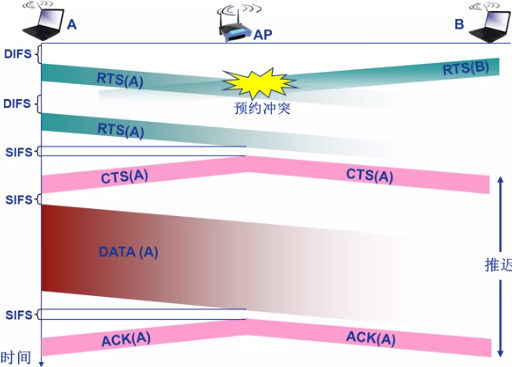 A
AP
B
DIFS
RTS(A)
RTS(B)
预约冲突
DIFS
RTS(A)
SIFS
CTS(A)
CTS(A)
SIFS
DATA (A)
推迟
SIFS
ACK(A)
ACK(A)
时间